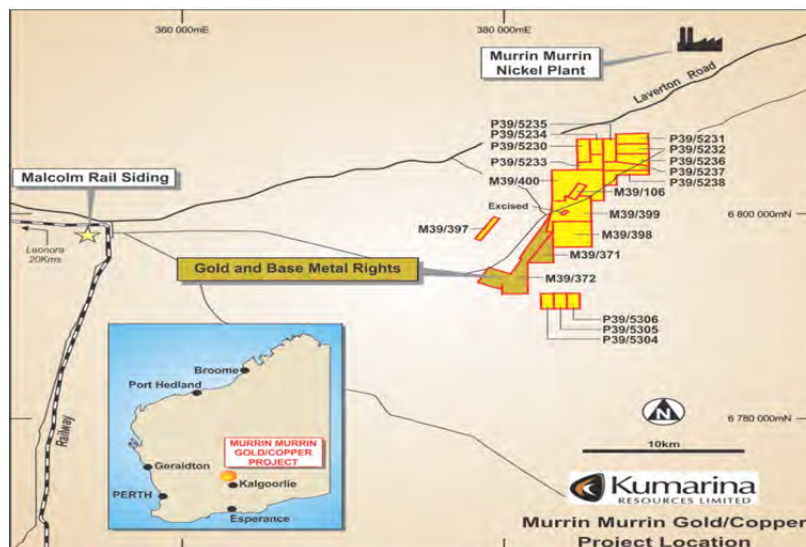 360 000mE
380 000mE
Murrin Murrin
Nickel Plant
Laverton Road
P39/5235
P39/5234
P39/5230
P39/5233
M39/400
P39/5231
P39/5232
P39/5236
P39/5237
P39/5238
M39/106
Excised
M39/399
M39/398
M39/397
M39/371
M39/372
6 800 000mN
Malcolm Rail Siding
Leonora
20Kms
Gold and Base Metal Rights
P39/5306
P39/5305
P39/5304
Railway
Broome
Port Hedland
MURRIN MURRIN
GOLD/COPPER
PROJECT
Geraldton
Kalgoorlie
PERTH
Esperance
6 780 000mN
N
10km
Kumarina
RESOURCES LIMITED
Murrin Murrin Gold/Copper
Project Location